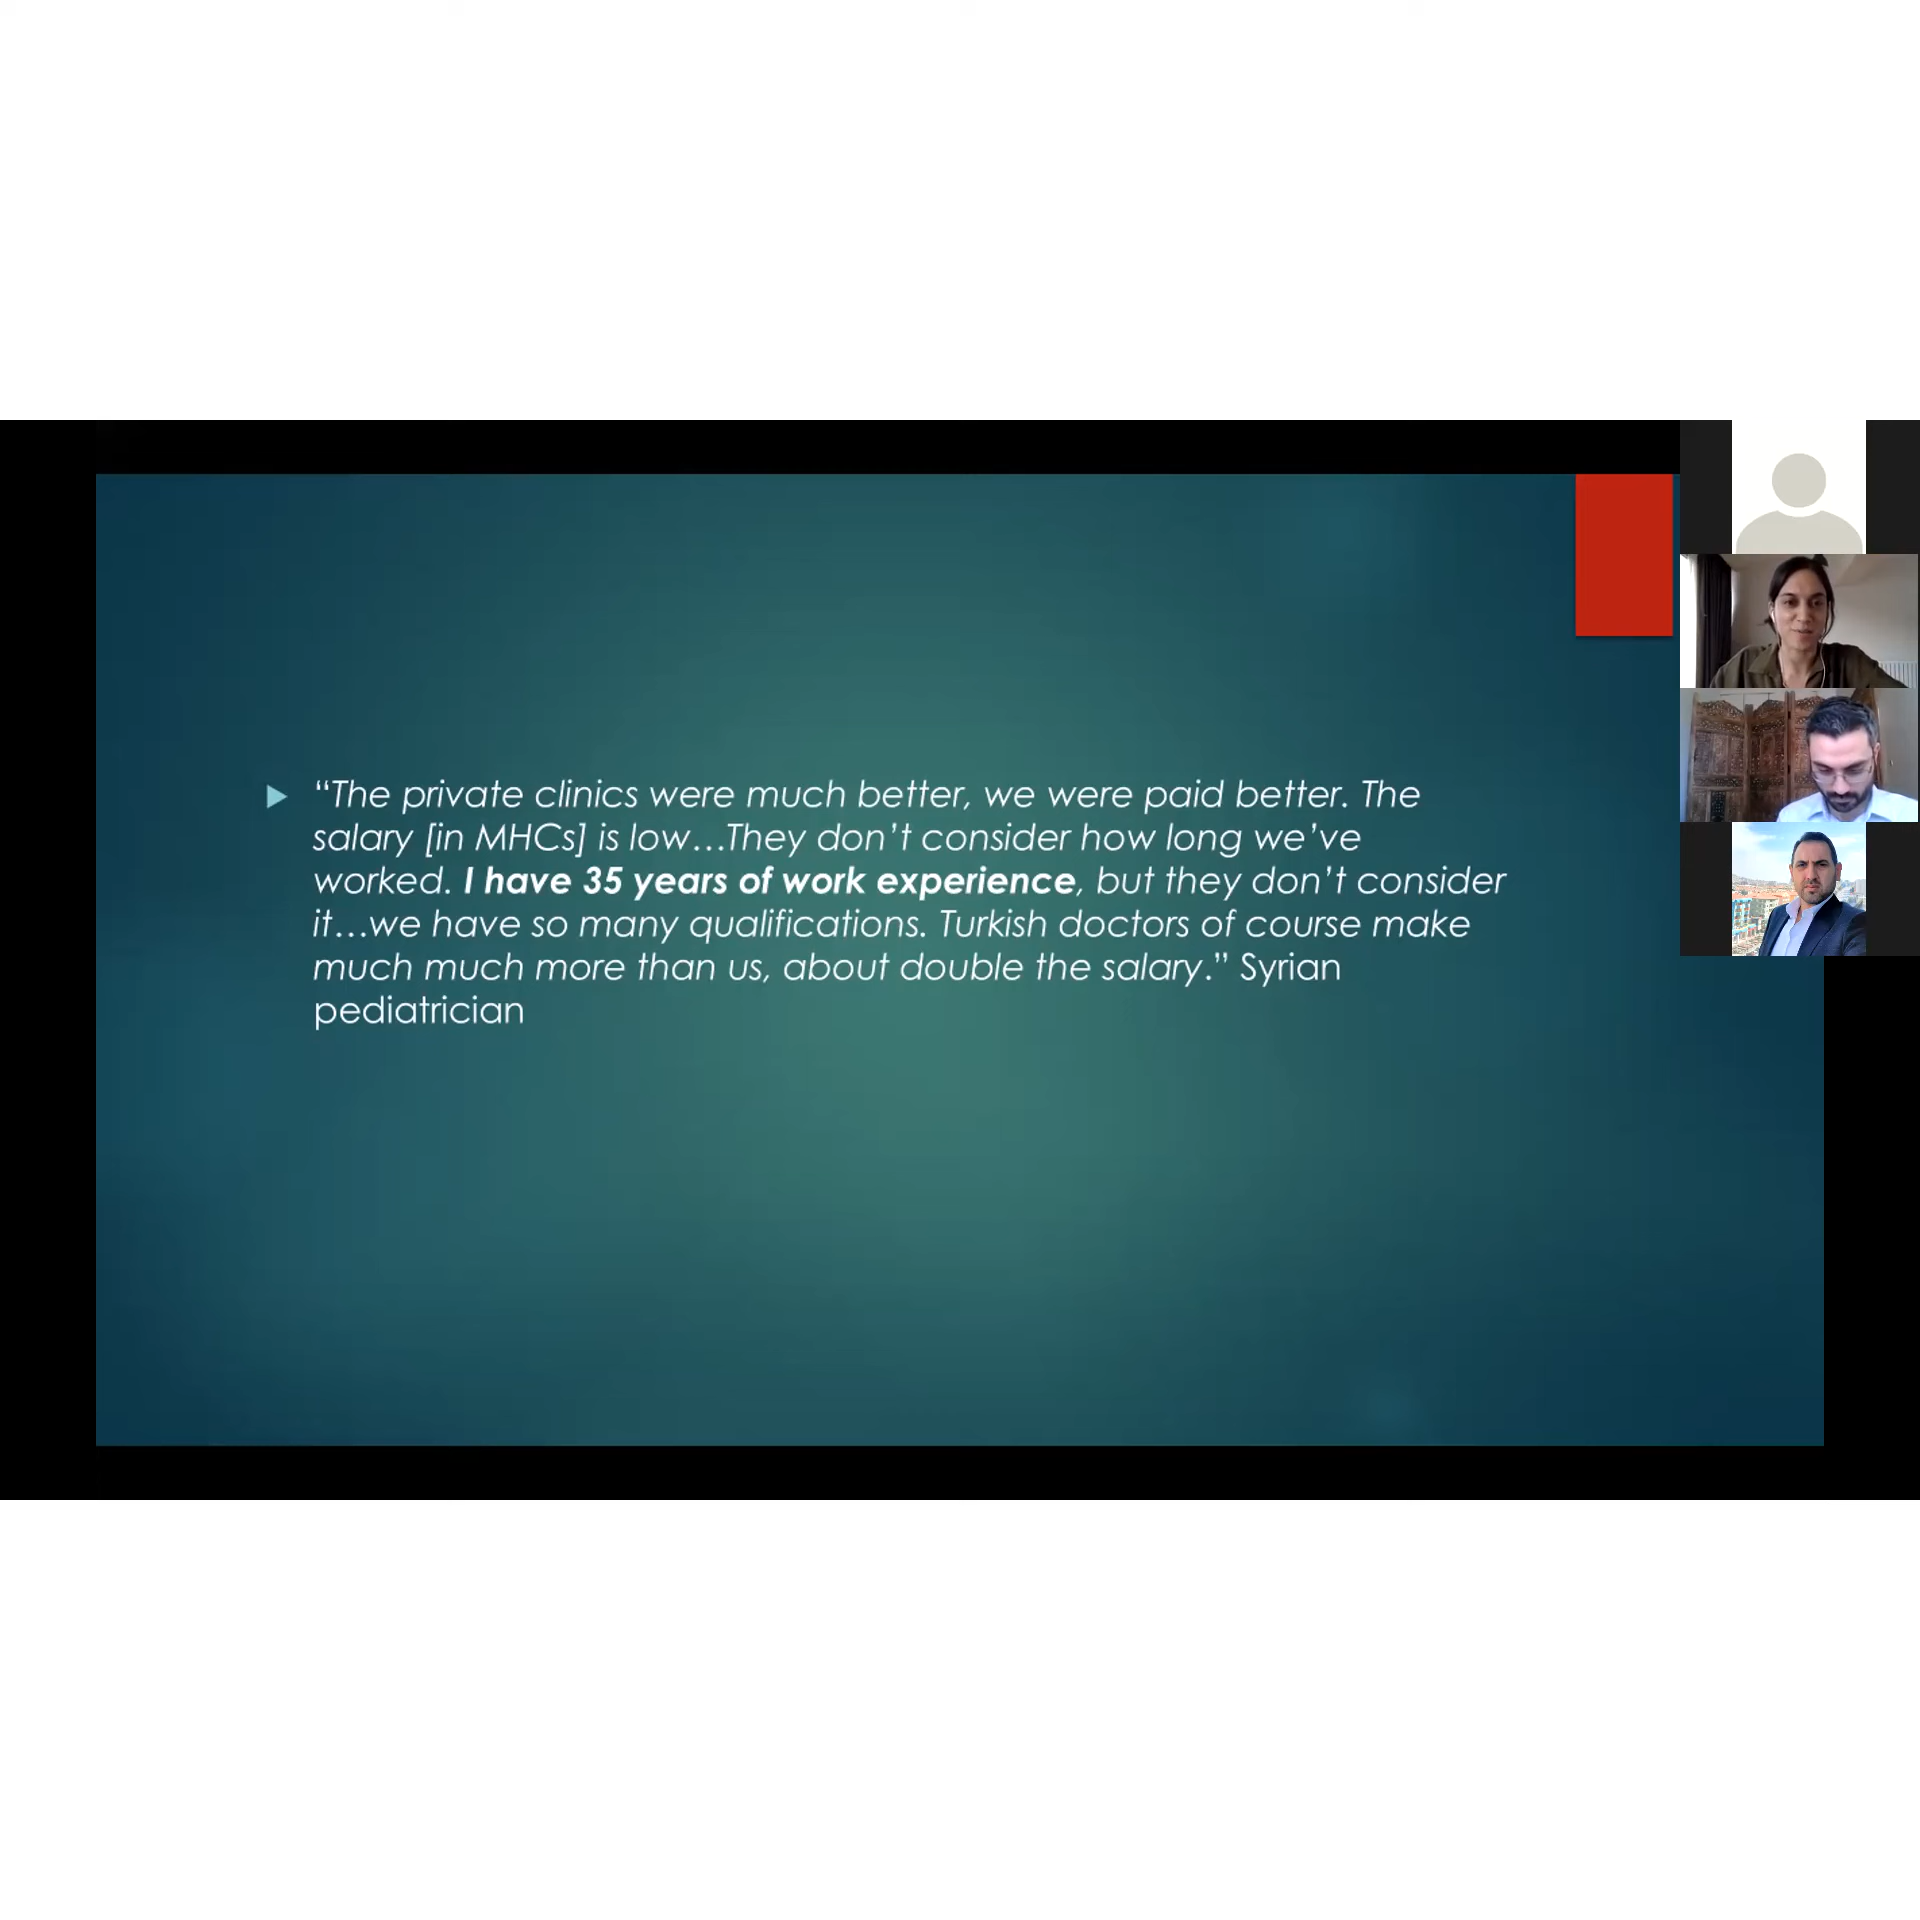 “The private clinics were much better, we were paid better. The
salary [in MHCs] is low…They don’t consider how long we’ve
worked. I have 35 years of work experience, but they don’t consider
it…we have so many qualifications. Turkish doctors of course make
much much more than us, about double the salary.” Syrian
pediatrician